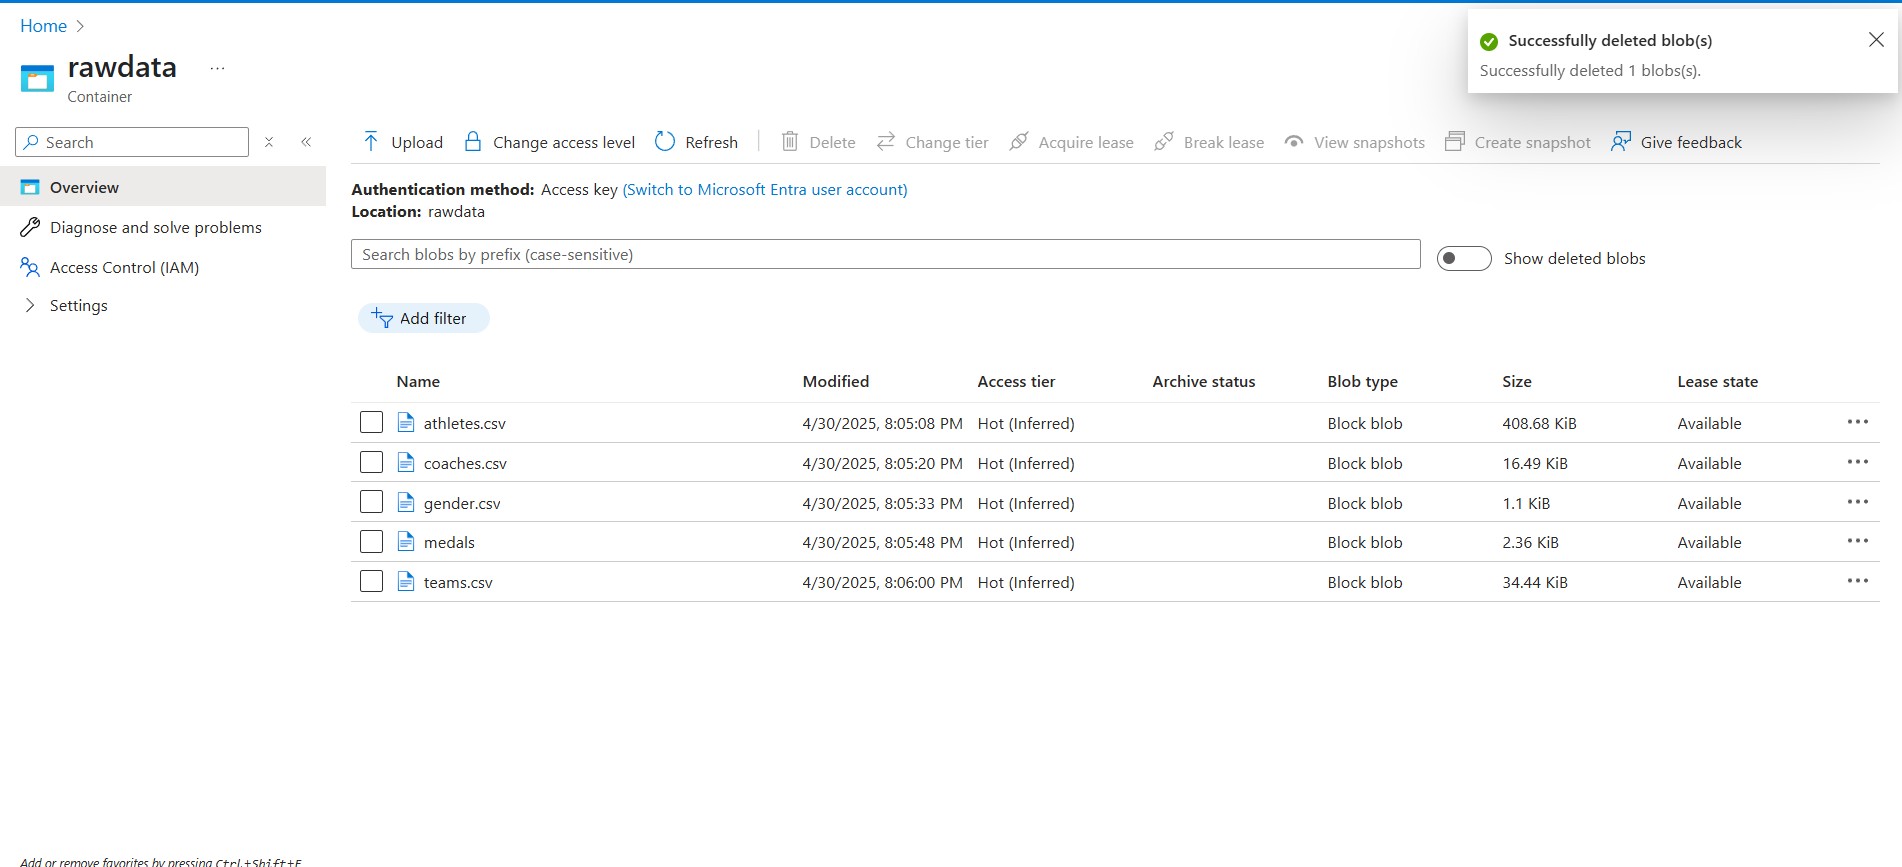 Home
rawdata
Container
Successfully deleted blob(s)
Successfully deleted 1 blobs(s).
Search
Upload Change access level Refresh Delete Change tier Acquire lease Break lease View snapshots Create snapshot Give feedback
Overview
Diagnose and solve problems
Access Control (IAM)
Settings
Authentication method: Access key (Switch to Microsoft Entra user account)
Location: rawdata
Search blobs by prefix (case-sensitive)
Show deleted blobs
Add filter
Name Modified Access tier Archive status Blob type Size Lease state
athletes.csv 4/30/2025, 8:05:08 PM Hot (Inferred) Block blob 408.68 KiB Available
coaches.csv 4/30/2025, 8:05:20 PM Hot (Inferred) Block blob 16.49 KiB Available
gender.csv 4/30/2025, 8:05:33 PM Hot (Inferred) Block blob 1.1 KiB Available
medals 4/30/2025, 8:05:48 PM Hot (Inferred) Block blob 2.36 KiB Available
teams.csv 4/30/2025, 8:06:00 PM Hot (Inferred) Block blob 34.44 KiB Available
Add or remove favorites by pressing Ctrl+Shift+F